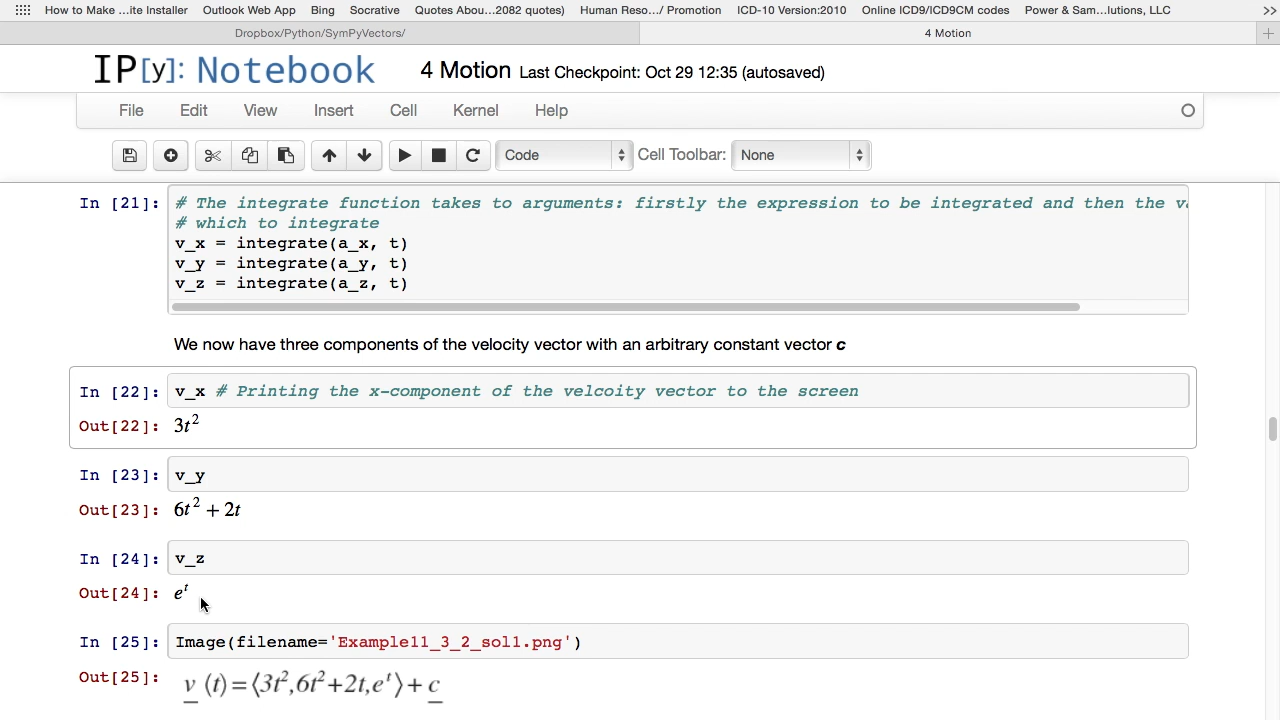 How to Make ...ite Installer Outlook Web App Bing Socrative Quotes Abou...2082 quotes) Human Reso.../ Promotion ICD-10 Version:2010 Online ICD9/ICD9CM codes Power & Sam...lutions, LLC >>
Dropbox/Python/SymPyVectors/ 4 Motion +
IP[y]: Notebook 4 Motion Last Checkpoint: Oct 29 12:35 (autosaved)
File Edit View Insert Cell Kernel Help
Code Cell Toolbar: None
In [21]: # The integrate function takes to arguments: firstly the expression to be integrated and then the
# which to integrate
v_x = integrate(a_x, t)
v_y = integrate(a_y, t)
v_z = integrate(a_z, t)
We now have three components of the velocity vector with an arbitrary constant vector c
In [22]: v_x # Printing the x-component of the velcoity vector to the screen
Out[22]: 3t²
In [23]: v_y
Out[23]: 6t² + 2t
In [24]: v_z
Out[24]: eᵗ
In [25]: Image(filename='Example11_3_2_sol1.png')
Out[25]: v (t)=⟨3t²,6t²+2t,eᵗ⟩+c